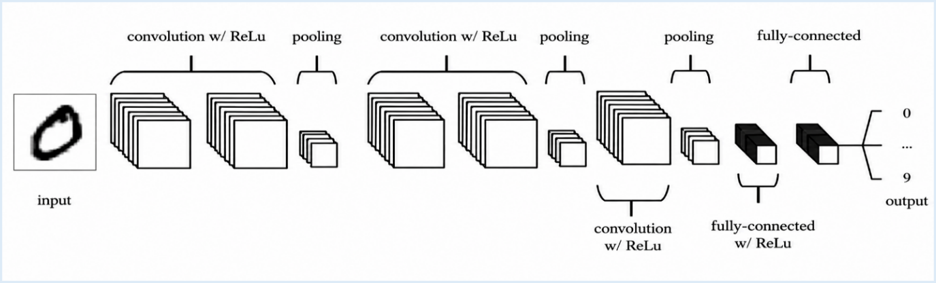 convolution w/ ReLu
pooling
convolution w/ ReLu
pooling
pooling
fully-connected
0
...
9
input
output
convolution
w/ ReLu
fully-connected
w/ ReLu